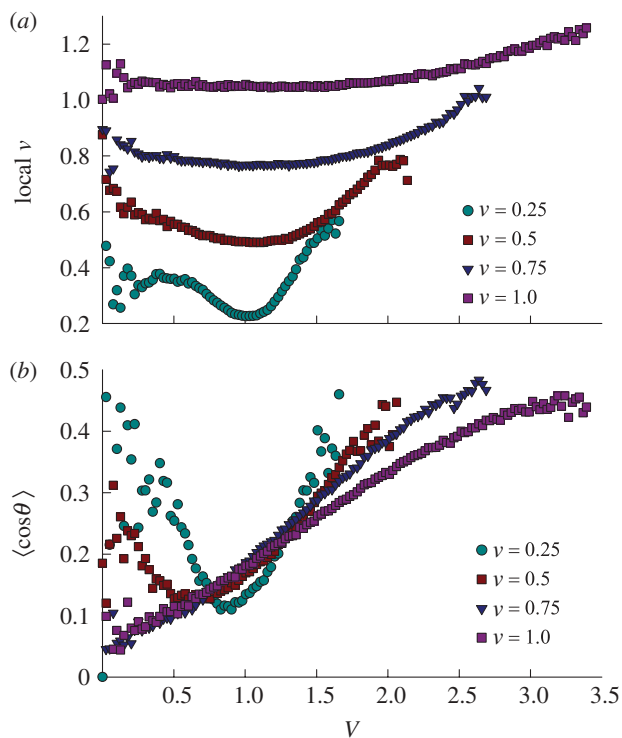 (a)
1.2
1.0
0.8
0.6
0.4
0.2
local v
v = 0.25
v = 0.5
v = 0.75
v = 1.0
(b)
0.5
0.4
0.3
0.2
0.1
0
⟨cosθ⟩
v = 0.25
v = 0.5
v = 0.75
v = 1.0
0.5 1.0 1.5 2.0 2.5 3.0 3.5
V